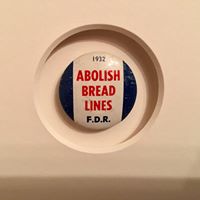 1932
ABOLISH
BREAD
LINES
F.D.R.